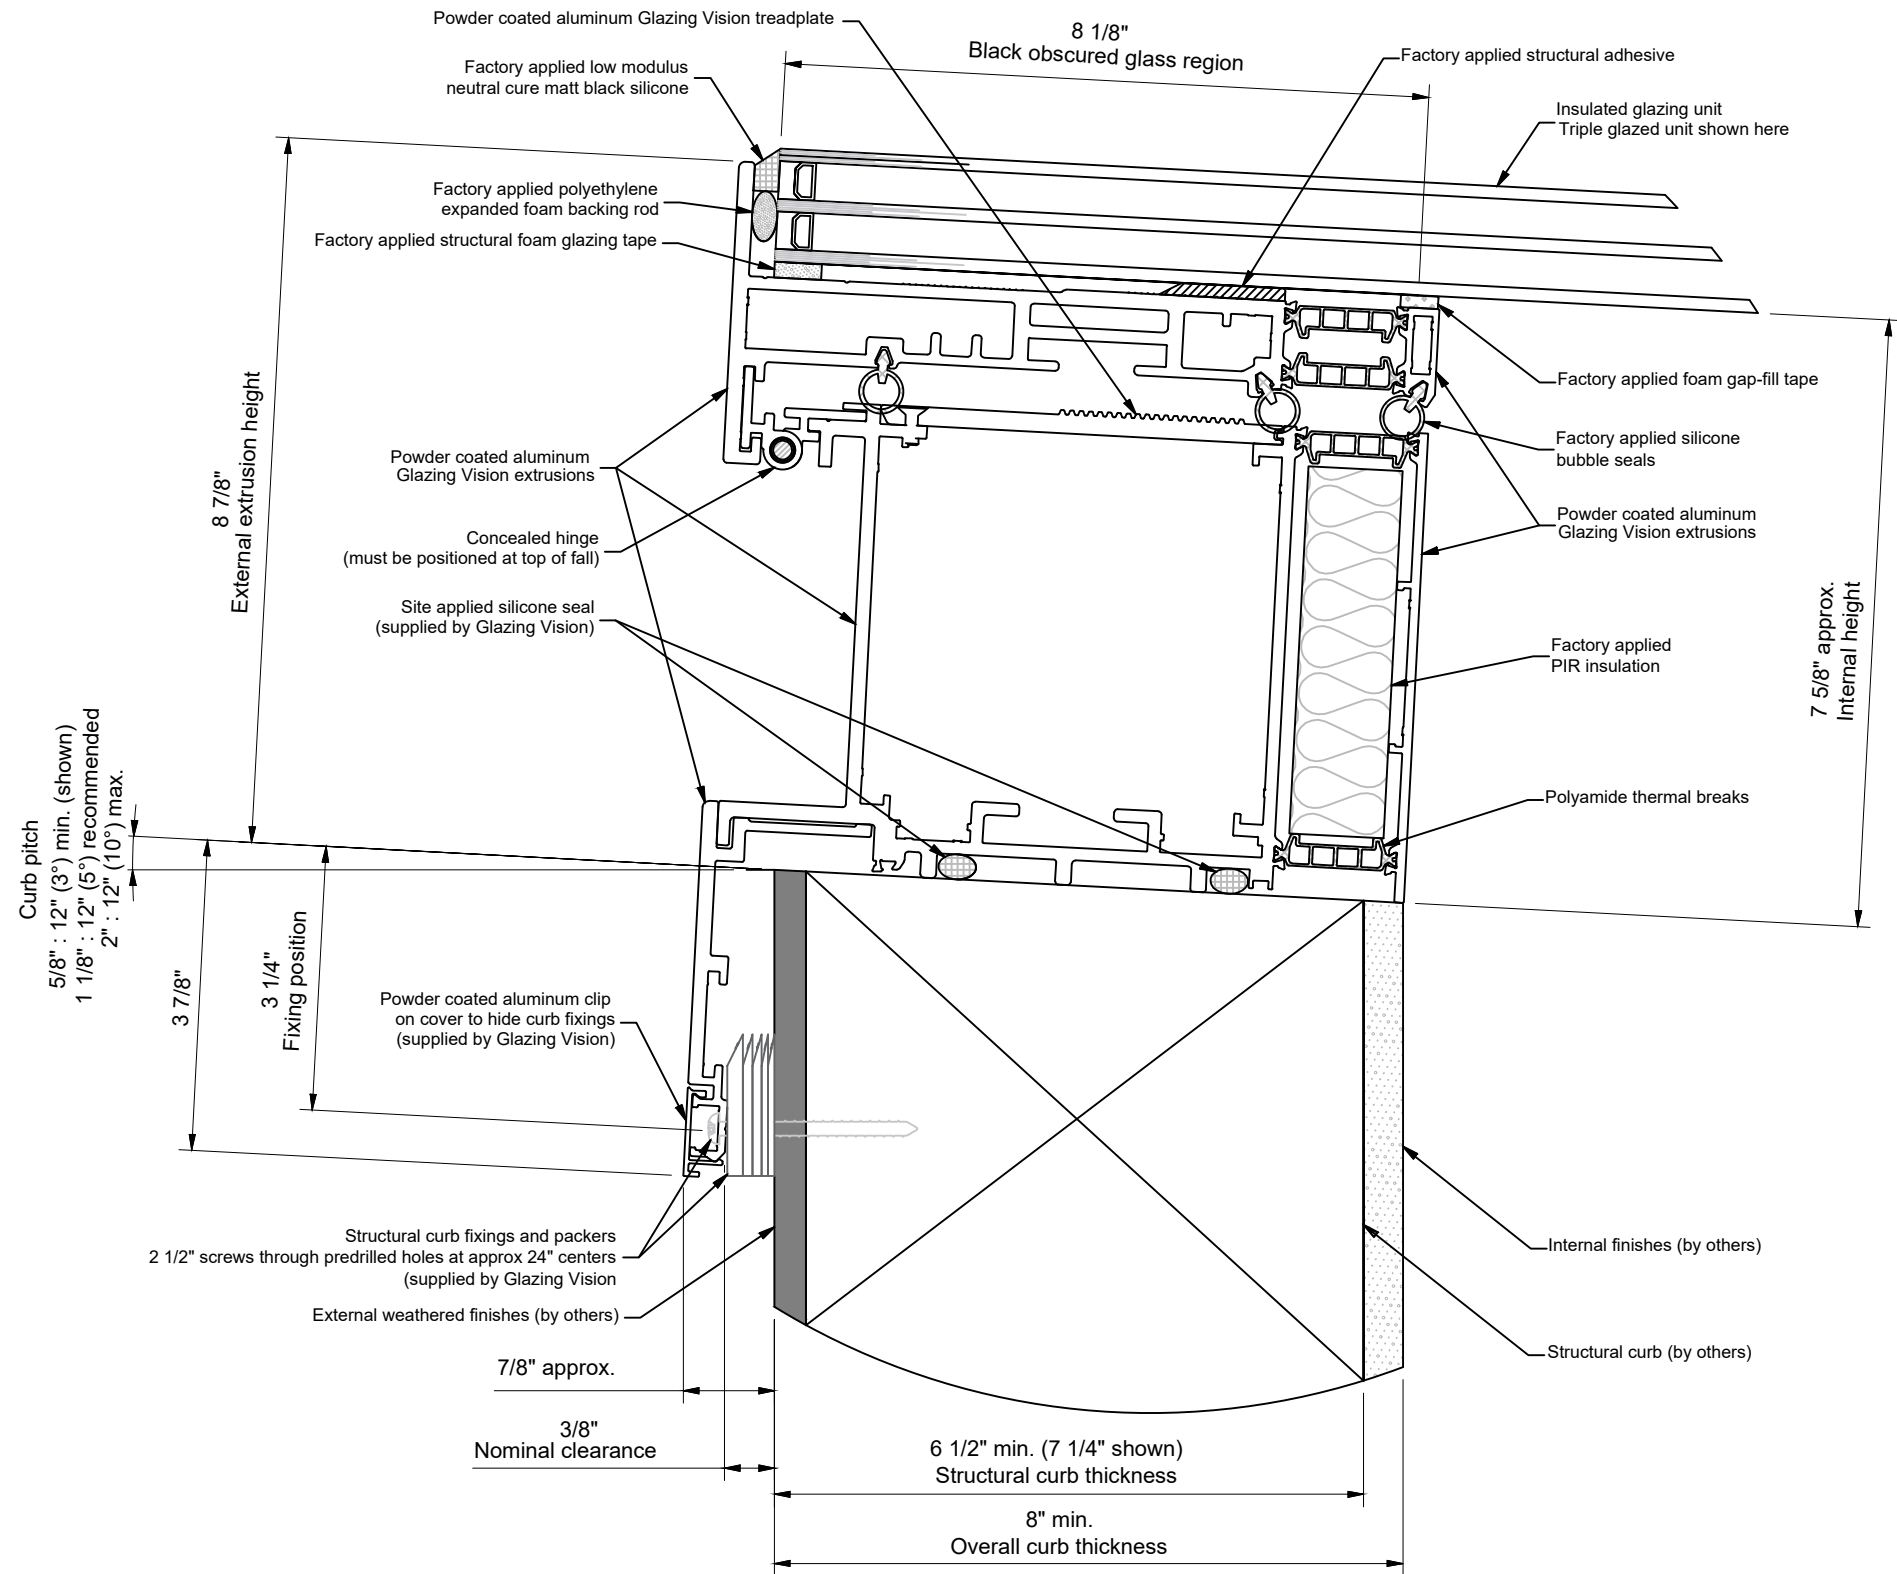 Powder coated aluminum Glazing Vision treadplate
8 1/8"
Black obscured glass region
Factory applied structural adhesive
Factory applied low modulus
neutral cure matt black silicone
Insulated glazing unit
Triple glazed unit shown here
Factory applied polyethylene
expanded foam backing rod
Factory applied structural foam glazing tape
8 7/8"
External extrusion height
Factory applied foam gap-fill tape
Factory applied silicone
bubble seals
Powder coated aluminum
Glazing Vision extrusions
Powder coated aluminum
Glazing Vision extrusions
Concealed hinge
(must be positioned at top of fall)
Site applied silicone seal
(supplied by Glazing Vision)
7 5/8" approx.
Internal height
Factory applied
PIR insulation
Polyamide thermal breaks
Curb pitch
5/8" : 12" (3°) min. (shown)
1 1/8" : 12" (5°) recommended
2" : 12" (10°) max.
3 7/8"
3 1/4"
Fixing position
Powder coated aluminum clip
on cover to hide curb fixings
(supplied by Glazing Vision)
Structural curb fixings and packers
2 1/2" screws through predrilled holes at approx 24" centers
(supplied by Glazing Vision
External weathered finishes (by others)
Internal finishes (by others)
Structural curb (by others)
7/8" approx.
3/8"
Nominal clearance
6 1/2" min. (7 1/4" shown)
Structural curb thickness
8" min.
Overall curb thickness